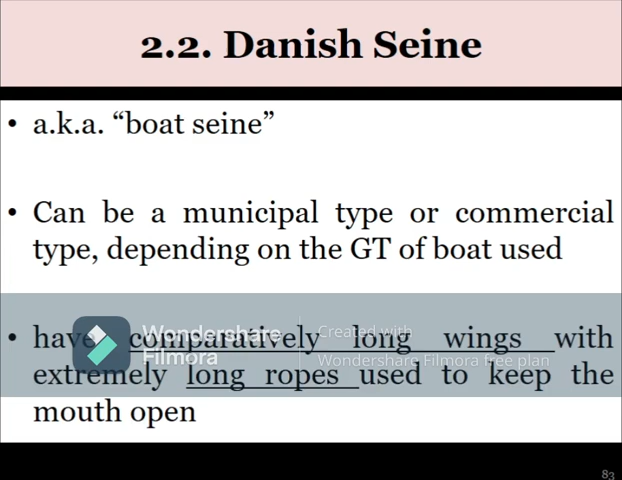 2.2. Danish Seine
• a.k.a. “boat seine”
• Can be a municipal type or commercial
type, depending on the GT of boat used
• have comparatively long wings with
extremely long ropes used to keep the
mouth open
Wondershare
Filmora
Created with
Wondershare Filmora free plan
83